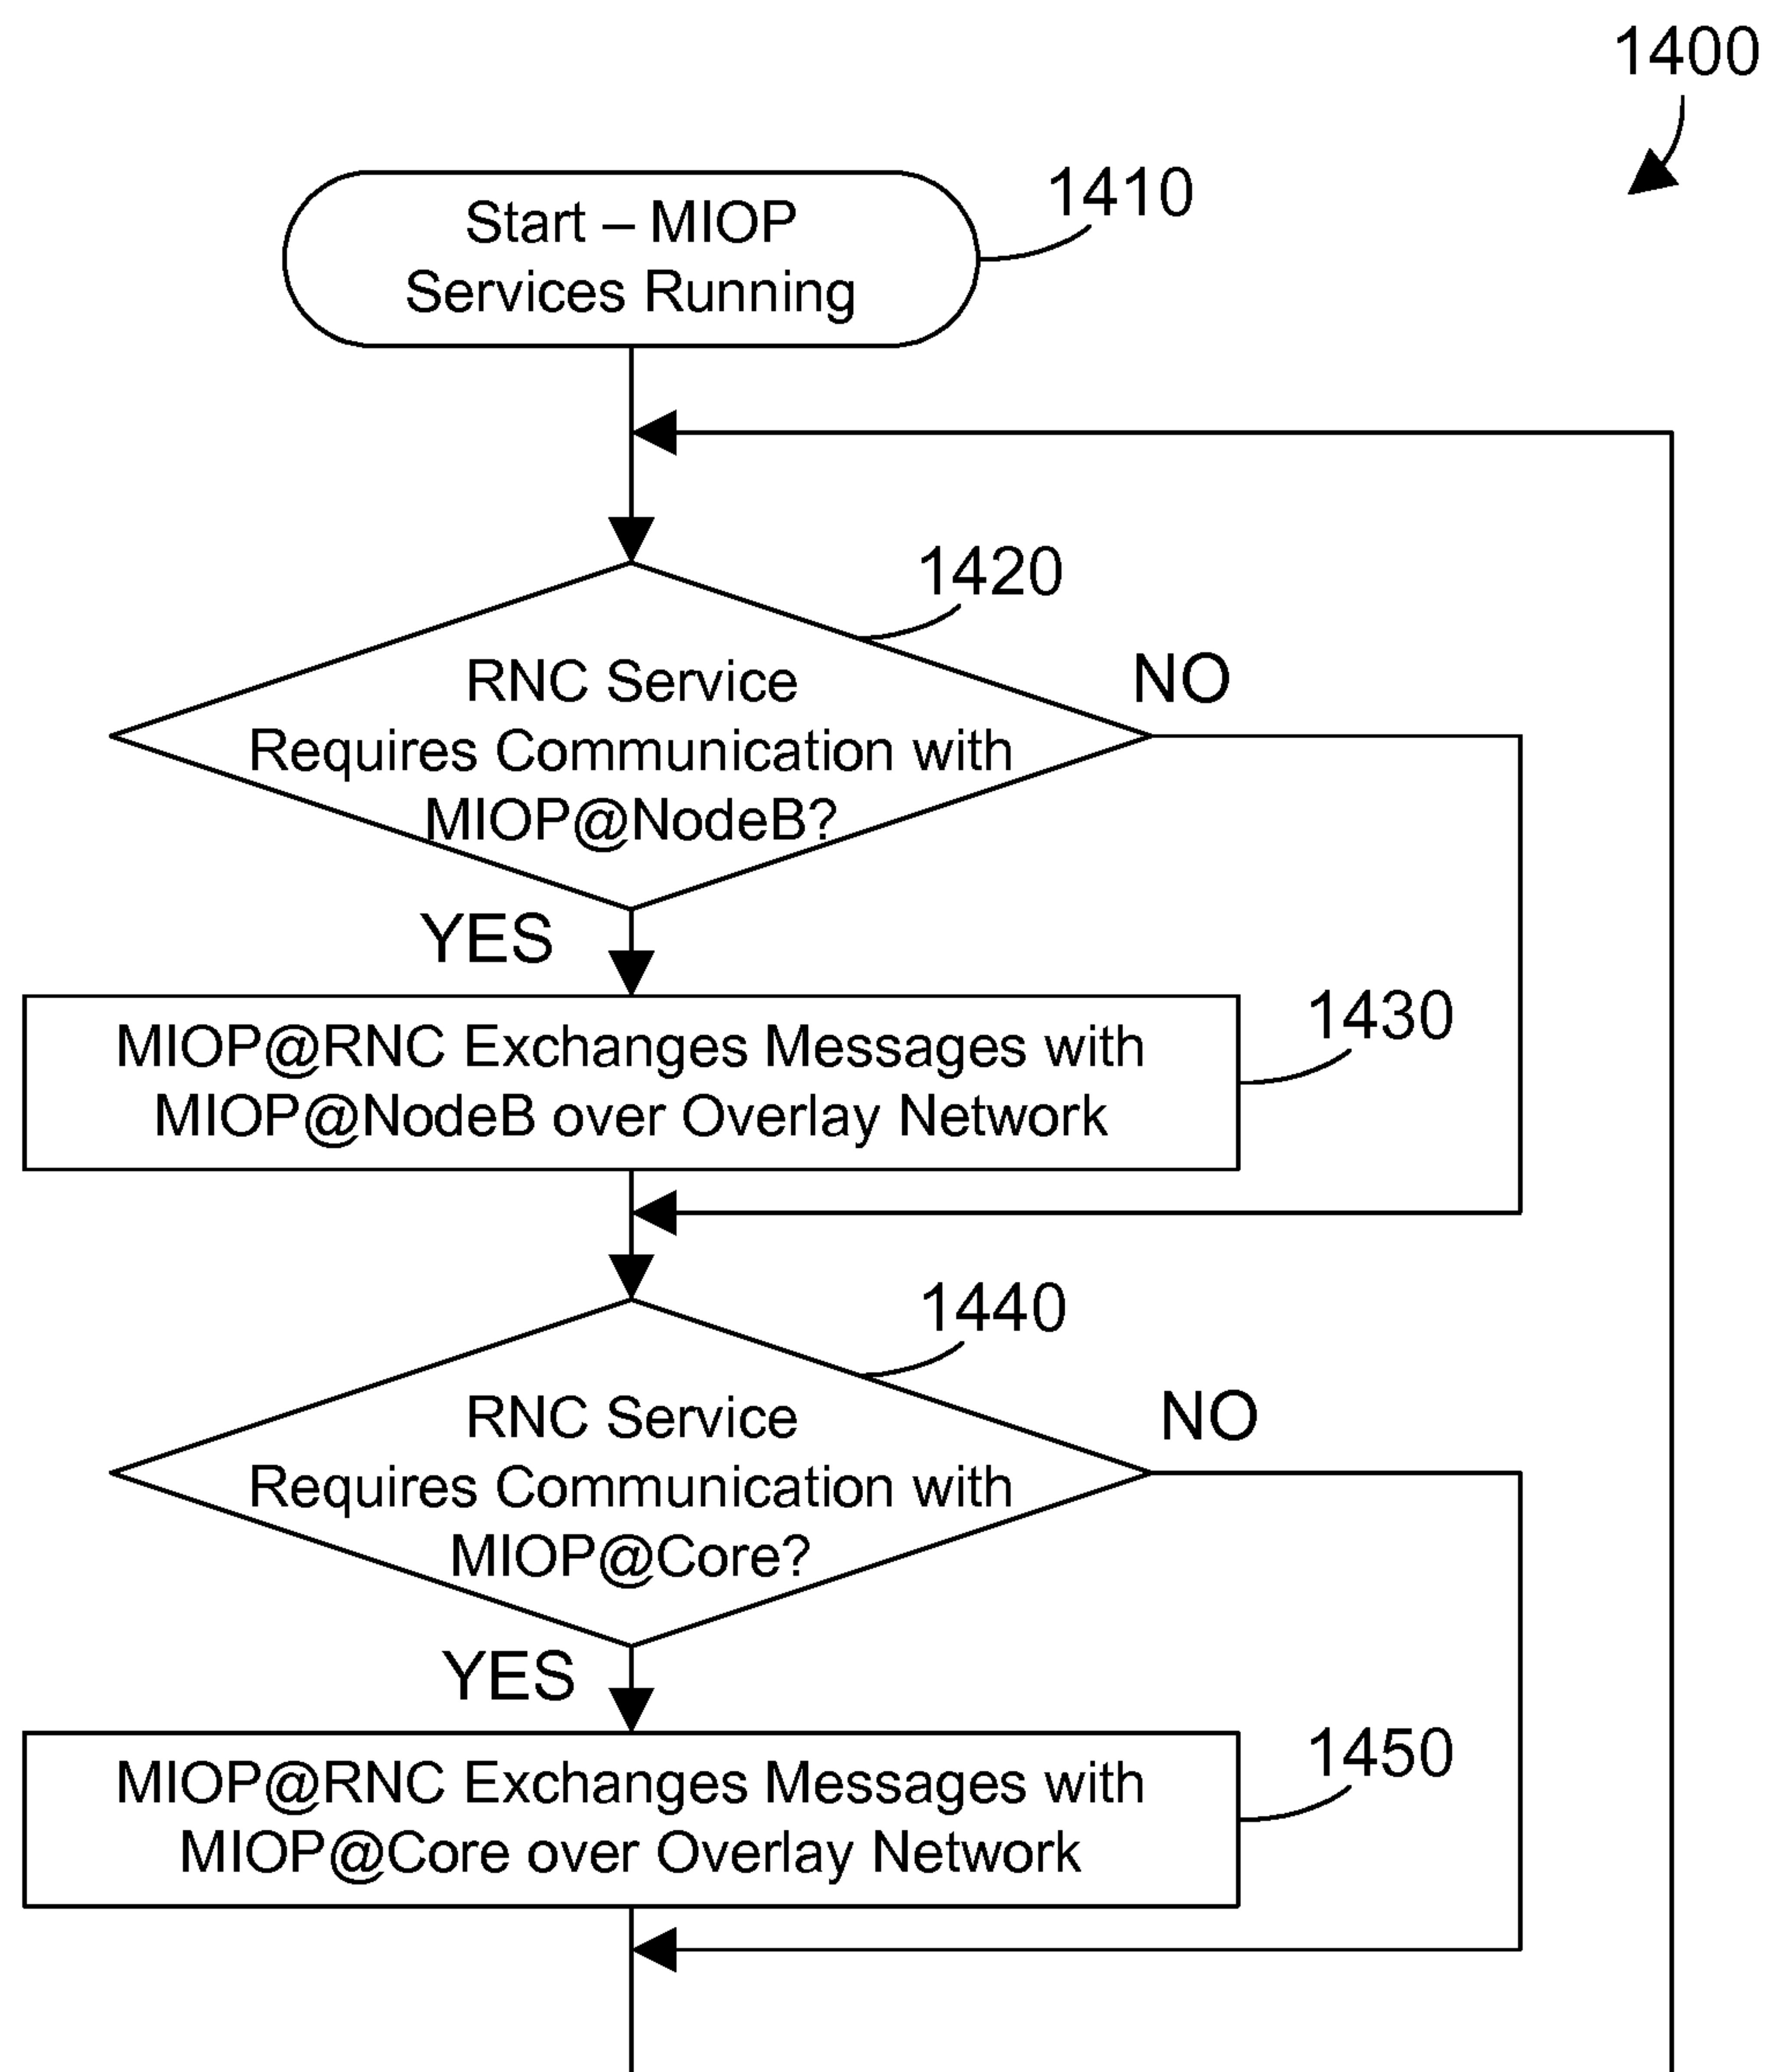 1400
1410
Start – MIOP
Services Running
1420
RNC Service
Requires Communication with
MIOP@NodeB?
NO
YES
1430
MIOP@RNC Exchanges Messages with
MIOP@NodeB over Overlay Network
1440
RNC Service
Requires Communication with
MIOP@Core?
NO
YES
1450
MIOP@RNC Exchanges Messages with
MIOP@Core over Overlay Network